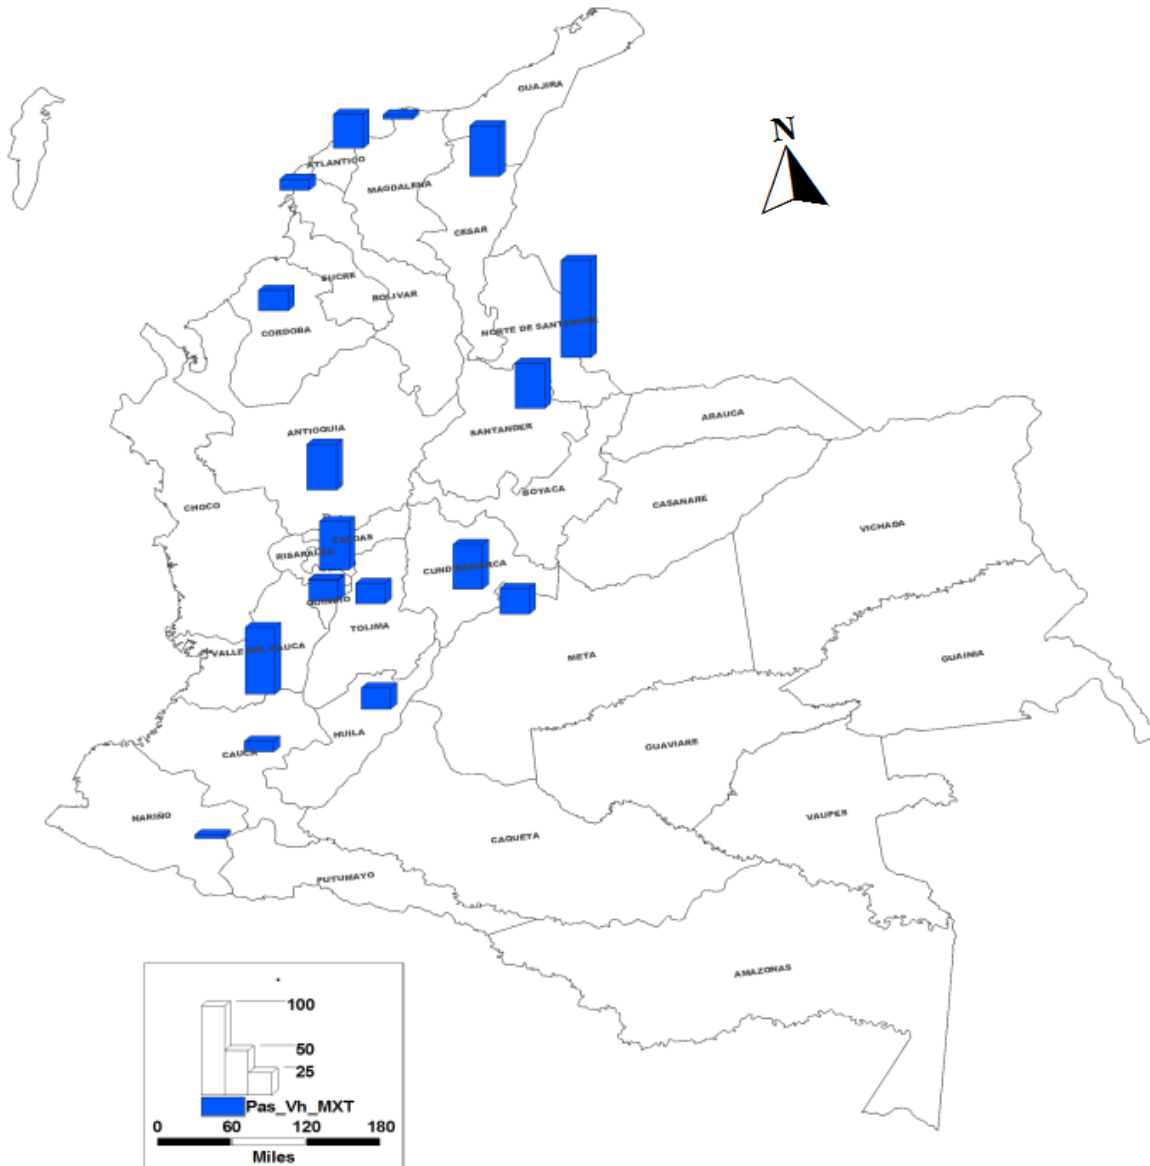 GUAJIRA
N
ATLANTICO
MAGDALENA
CESAR
SUCRE
BOLIVAR
NORTE DE SANTANDER
CORDOBA
ARAUCA
ANTIOQUIA
SANTANDER
BOYACA
CASANARE
CHOCO
VICHADA
CALDAS
RISARALDA
CUNDINAMARCA
QUINDIO
TOLIMA
VALLE DEL CAUCA
META
GUAINIA
HUILA
GUAVIARE
CAUCA
NARIÑO
VAUPES
CAQUETA
PUTUMAYO
AMAZONAS
100
50
25
Pas_Vh_MXT
0 60 120 180
Miles